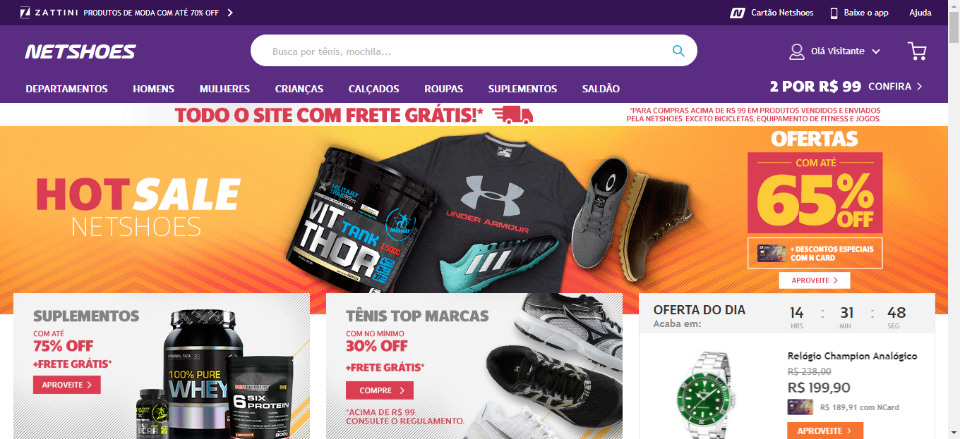 ZATTINI PRODUTOS DE MODA COM ATÉ 70% OFF
Cartão Netshoes
Baixe o app
Ajuda
NETSHOES
Busca por tênis, mochila...
Olá Visitante
DEPARTAMENTOS HOMENS MULHERES CRIANÇAS CALÇADOS ROUPAS SUPLEMENTOS SALDÃO
2 POR R$ 99 CONFIRA
TODO O SITE COM FRETE GRÁTIS!*
*PARA COMPRAS ACIMA DE R$ 99 EM PRODUTOS VENDIDOS E ENVIADOS
PELA NETSHOES. EXCETO BICICLETAS, EQUIPAMENTO DE FITNESS E JOGOS.
HOT SALE
NETSHOES
MILITARY
TRAIL
VIT
TANK
THOR
UNDER ARMOUR
OFERTAS
COM ATÉ
65%
OFF
+ DESCONTOS ESPECIAIS
COM N CARD
APROVEITE
SUPLEMENTOS
COM ATÉ
75% OFF
+FRETE GRÁTIS*
APROVEITE
100% PURE
WHEY
6 SIX
PROTEIN
TÊNIS TOP MARCAS
COM NO MÍNIMO
30% OFF
+FRETE GRÁTIS*
COMPRE
*ACIMA DE R$ 99.
CONSULTE O REGULAMENTO.
OFERTA DO DIA
Acaba em:
14 : 31 : 48
HRS MIN SEG
Relógio Champion Analógico
R$ 238,00
R$ 199,90
R$ 189,91 com NCard
APROVEITE